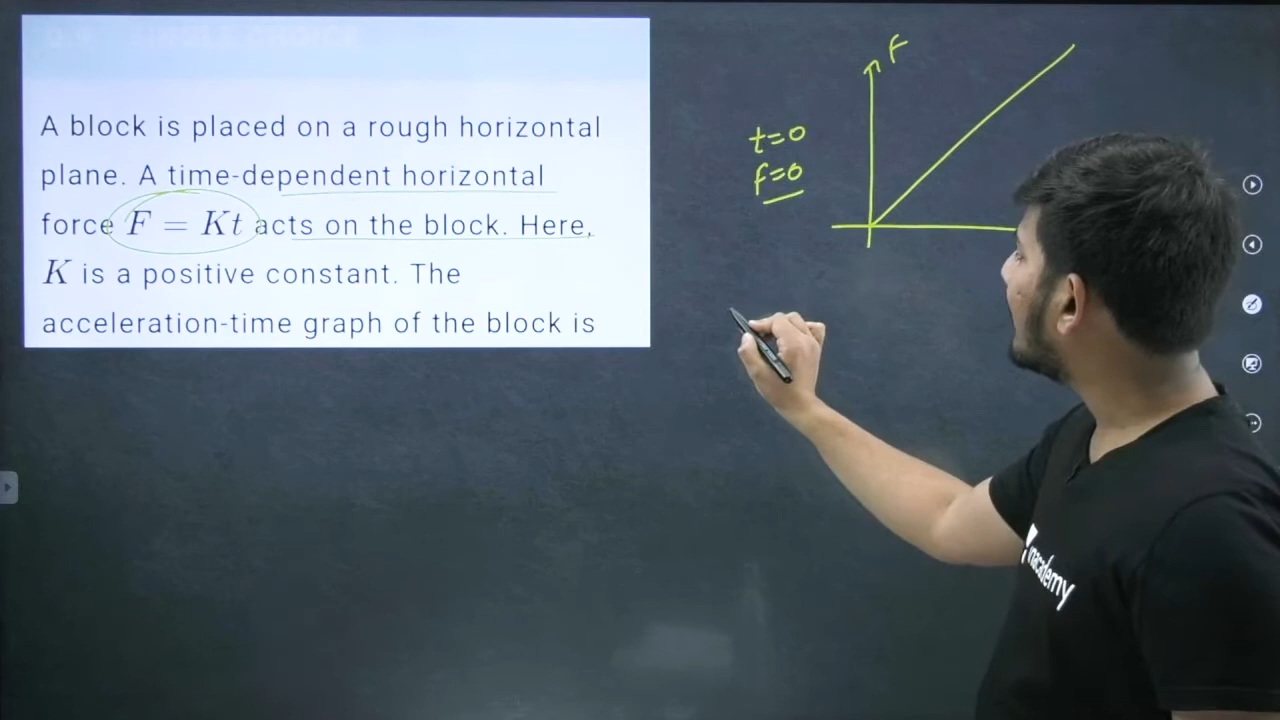 A block is placed on a rough horizontal
plane. A time-dependent horizontal
force F = Kt acts on the block. Here,
K is a positive constant. The
acceleration-time graph of the block is
F
t=0
f=0
unacademy